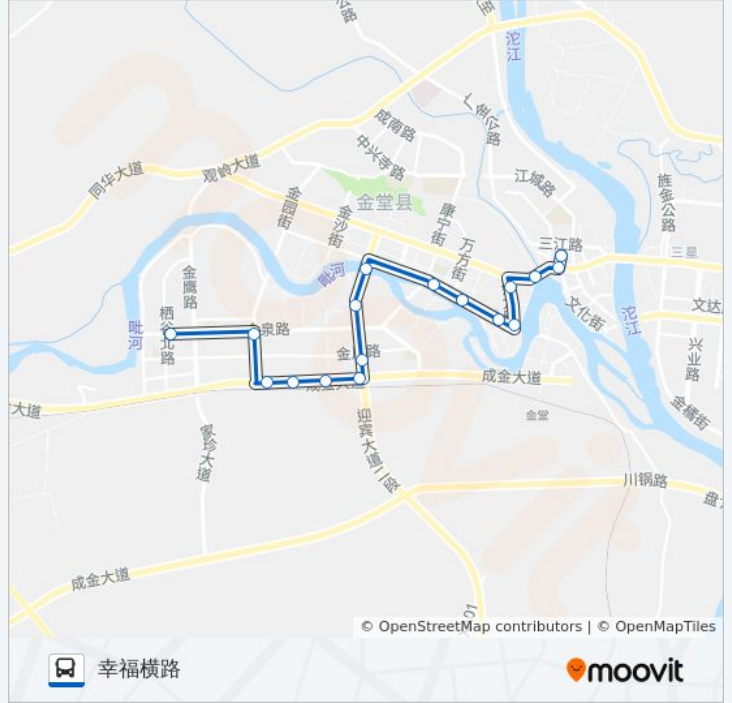 沱江
成南路
中兴寺路
江城路
同华大道
观岭大道
旌金公路
金园街
金沙街
金堂县
康宁街
万方街
三江路
三星
毗河
金鹰路
栖谷北路
文化街
沱江
文达
毗河
泉路
兴业路
金
路
成金大道
大道
金橘街
金堂
迎宾大道二路
家珍大道
川锅路
成金大道
© OpenStreetMap contributors | © OpenMapTiles
幸福横路
moovit